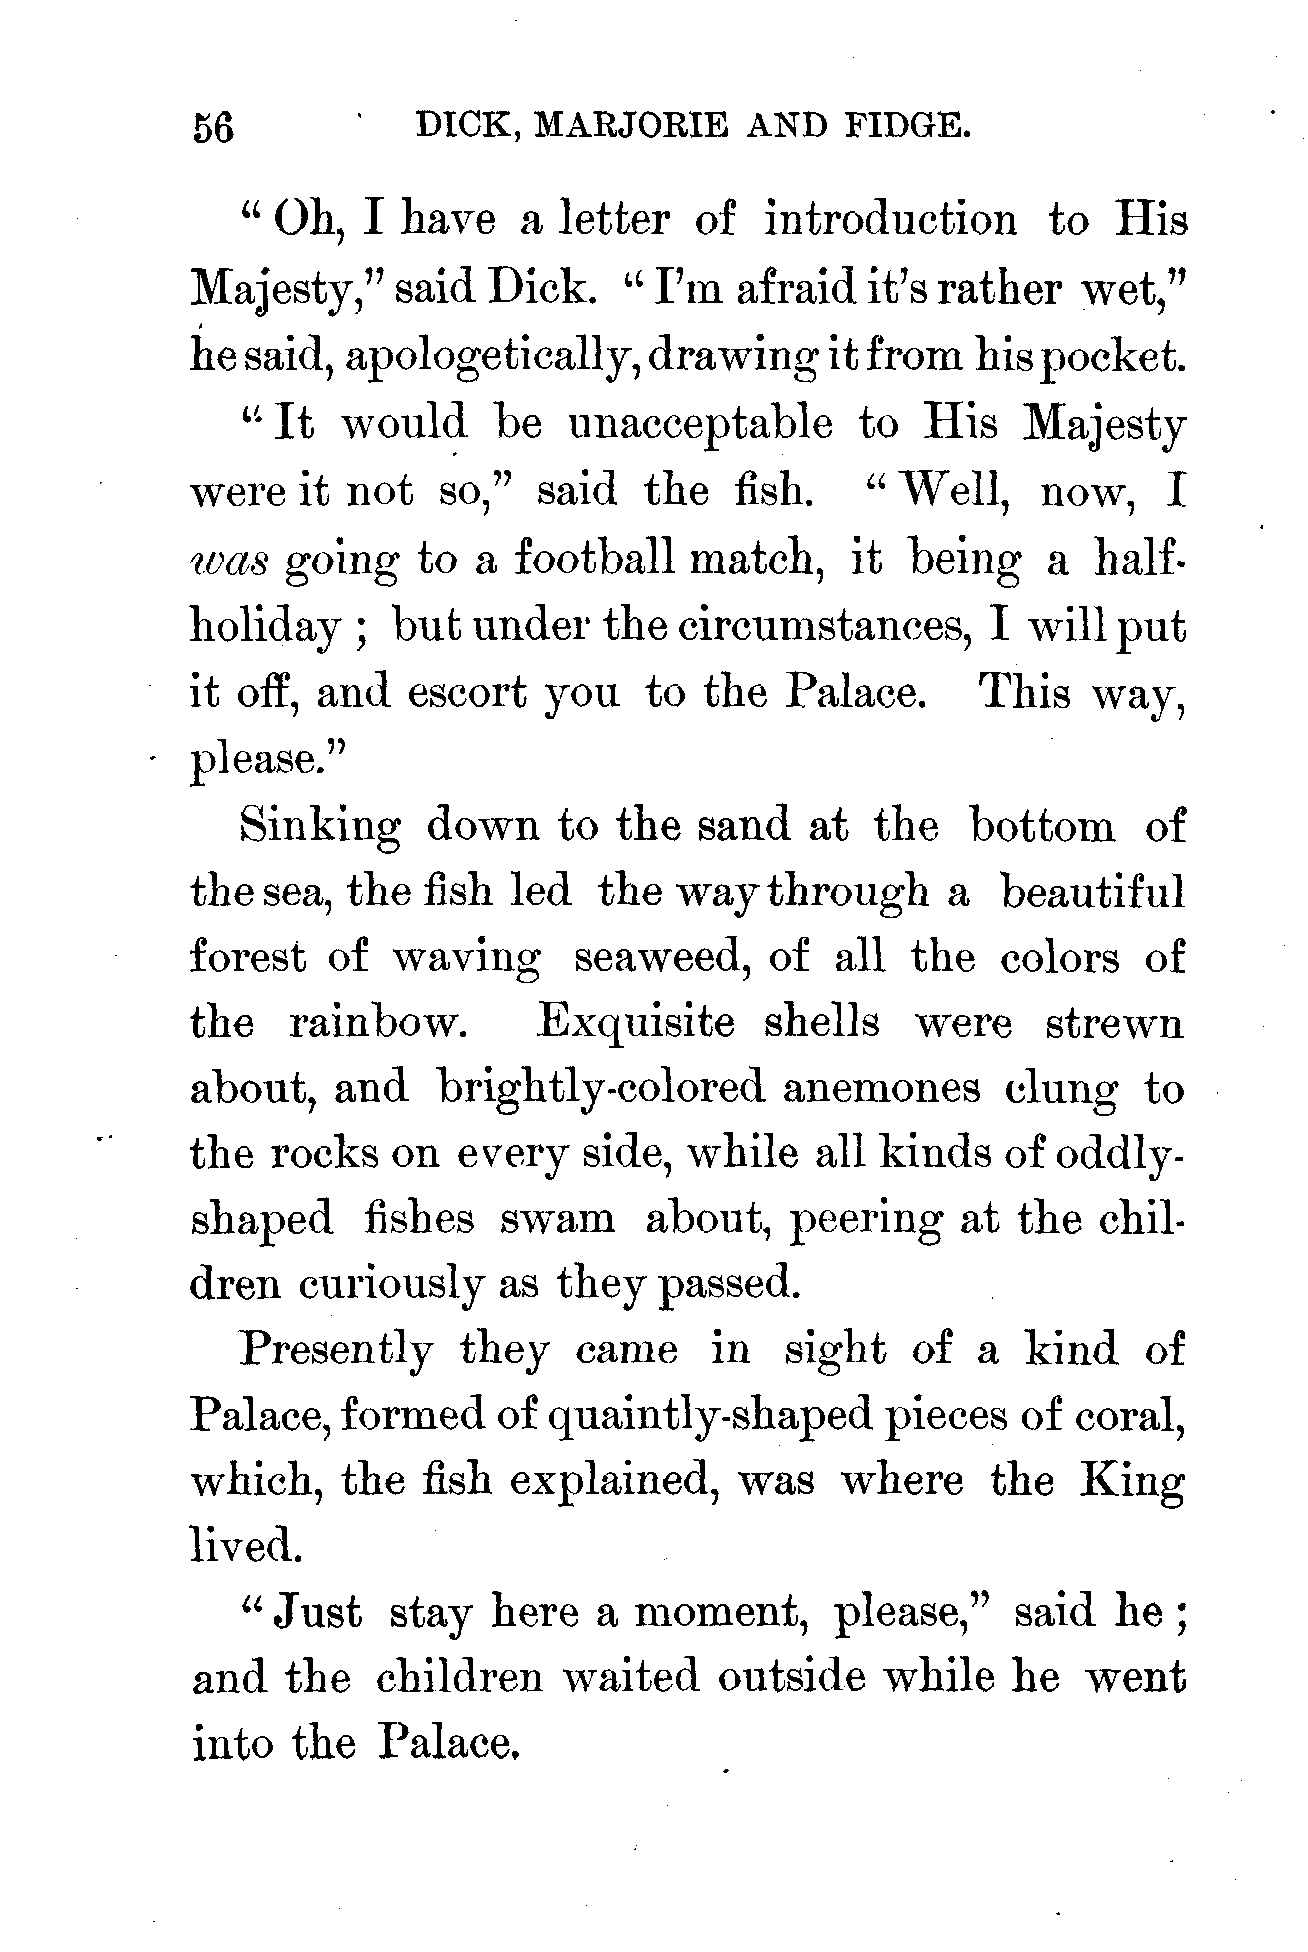 56 DICK, MARJORIE AND FIDGE.
“Oh, I have a letter of introduction to His
Majesty,” said Dick. “I’m afraid it’s rather wet,”
he said, apologetically, drawing it from his pocket.
“It would be unacceptable to His Majesty
were it not so,” said the fish. “Well, now, I
was going to a football match, it being a half-
holiday; but under the circumstances, I will put
it off, and escort you to the Palace. This way,
please.”
Sinking down to the sand at the bottom of
the sea, the fish led the way through a beautiful
forest of waving seaweed, of all the colors of
the rainbow. Exquisite shells were strewn
about, and brightly-colored anemones clung to
the rocks on every side, while all kinds of oddly-
shaped fishes swam about, peering at the chil-
dren curiously as they passed.
Presently they came in sight of a kind of
Palace, formed of quaintly-shaped pieces of coral,
which, the fish explained, was where the King
lived.
“Just stay here a moment, please,” said he;
and the children waited outside while he went
into the Palace.